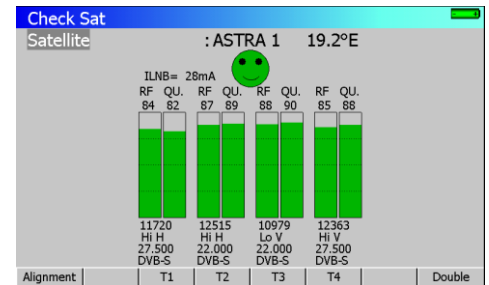 Check Sat
Satellite :ASTRA 1 19.2°E
ILNB= 28mA
RF QU. RF QU. RF QU. RF QU.
84 82 87 89 88 90 85 88
11720 12515 10979 12363
Hi H Hi H Lo V Hi V
27.500 22.000 22.000 27.500
DVB-S DVB-S DVB-S DVB-S
Alignment T1 T2 T3 T4 Double